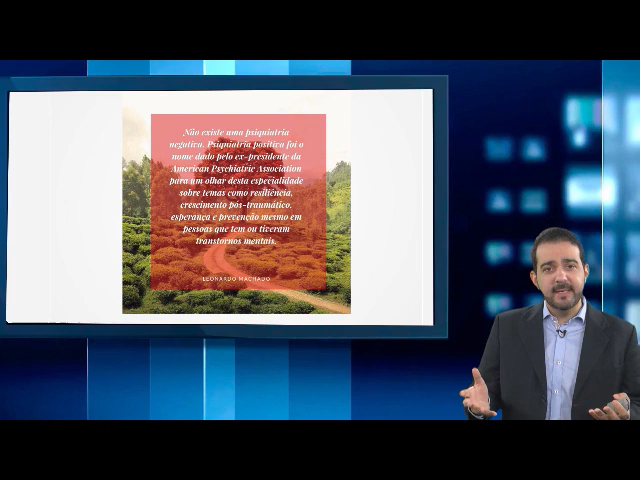 Não existe uma psiquiatria
negativa. Psiquiatria positiva foi o
nome dado pelo ex-presidente da
American Psychiatric Association
para um olhar desta especialidade
sobre temas como resiliência,
crescimento pós-traumático,
esperança e prevenção mesmo em
pessoas que tem ou tiveram
transtornos mentais.
LEONARDO MACHADO